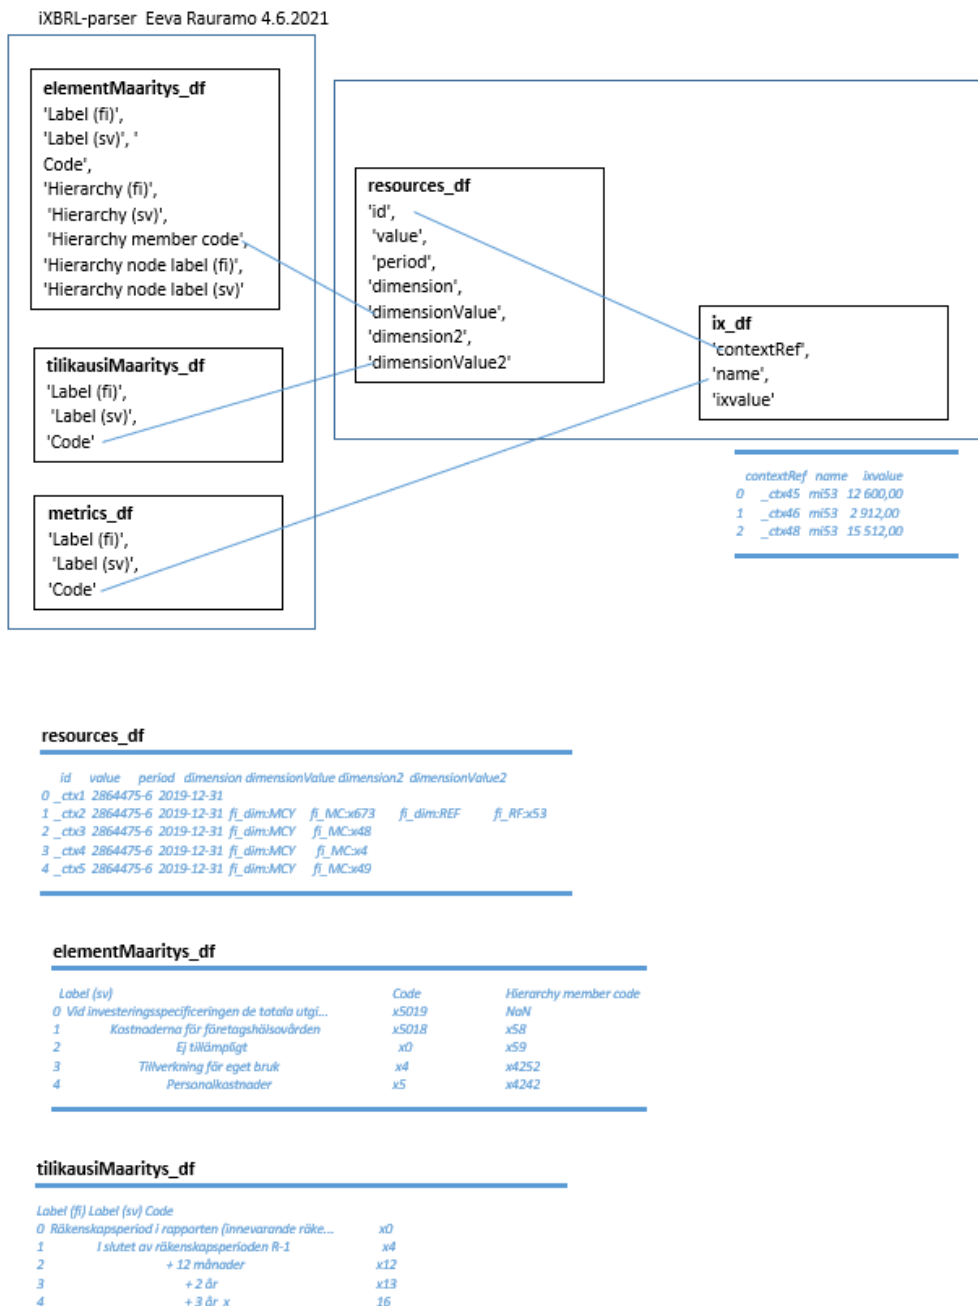 iXBRL-parser Eeva Rauramo 4.6.2021
elementMaaritys_df
'Label (fi)',
'Label (sv)', '
Code',
'Hierarchy (fi)',
'Hierarchy (sv)',
'Hierarchy member code',
'Hierarchy node label (fi)',
'Hierarchy node label (sv)'
tilikausiMaaritys_df
'Label (fi)',
'Label (sv)',
'Code'
metrics_df
'Label (fi)',
'Label (sv)',
'Code'
resources_df
'id',
'value',
'period',
'dimension',
'dimensionValue',
'dimension2',
'dimensionValue2'
ix_df
'contextRef',
'name',
'ixvalue'
contextRef name ixvalue
0 _ctx45 mi53 12 600,00
1 _ctx46 mi53 2 912,00
2 _ctx48 mi53 15 512,00
resources_df
id value period dimension dimensionValue dimension2 dimensionValue2
0 _ctx1 2864475-6 2019-12-31
1 _ctx2 2864475-6 2019-12-31 fi_dim:MCY fi_MC:x673 fi_dim:REF fi_RF:x53
2 _ctx3 2864475-6 2019-12-31 fi_dim:MCY fi_MC:x48
3 _ctx4 2864475-6 2019-12-31 fi_dim:MCY fi_MC:x4
4 _ctx5 2864475-6 2019-12-31 fi_dim:MCY fi_MC:x49
elementMaaritys_df
Label (sv) Code Hierarchy member code
0 Vid investeringsspecificeringen de totala utgi... x5019 NaN
1 Kostnaderna för företagshälsovården x5018 x58
2 Ej tillämpligt x0 x59
3 Tillverkning för eget bruk x4 x4252
4 Personalkostnader x5 x4242
tilikausiMaaritys_df
Label (fi) Label (sv) Code
0 Räkenskapsperiod i rapporten (innevarande räke... x0
1 I slutet av räkenskapsperioden R-1 x4
2 + 12 månader x12
3 + 2 år x13
4 + 3 år x 16